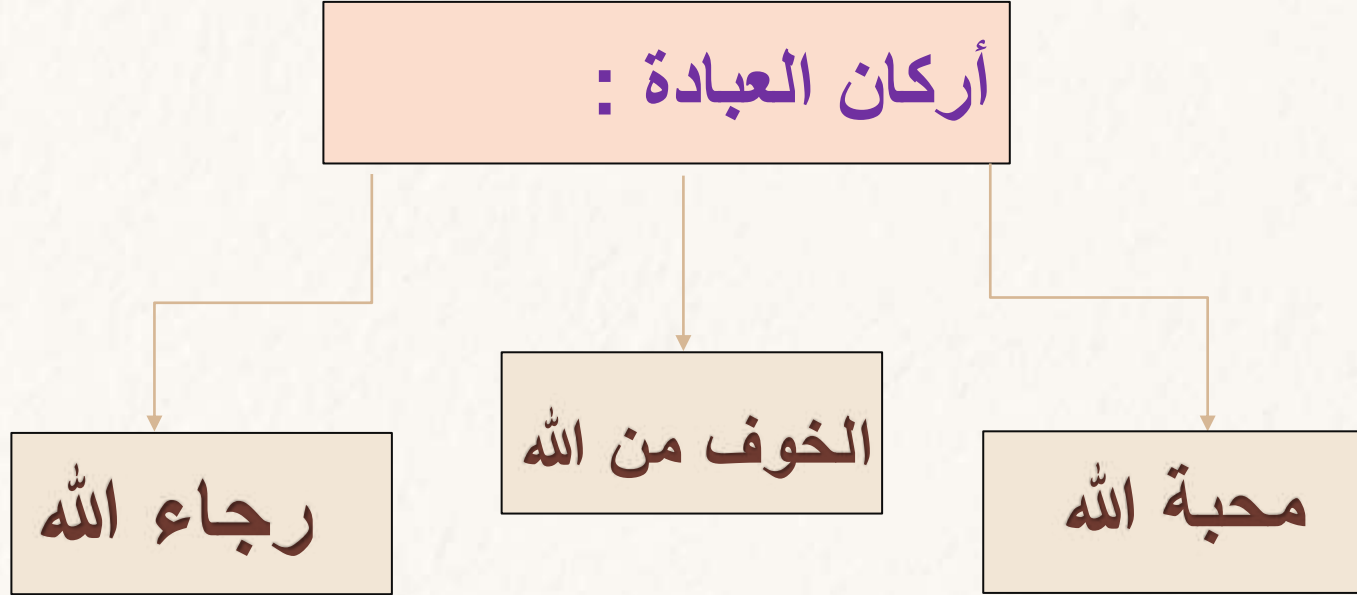 أركان العبادة :
محبة الله
الخوف من الله
رجاء الله